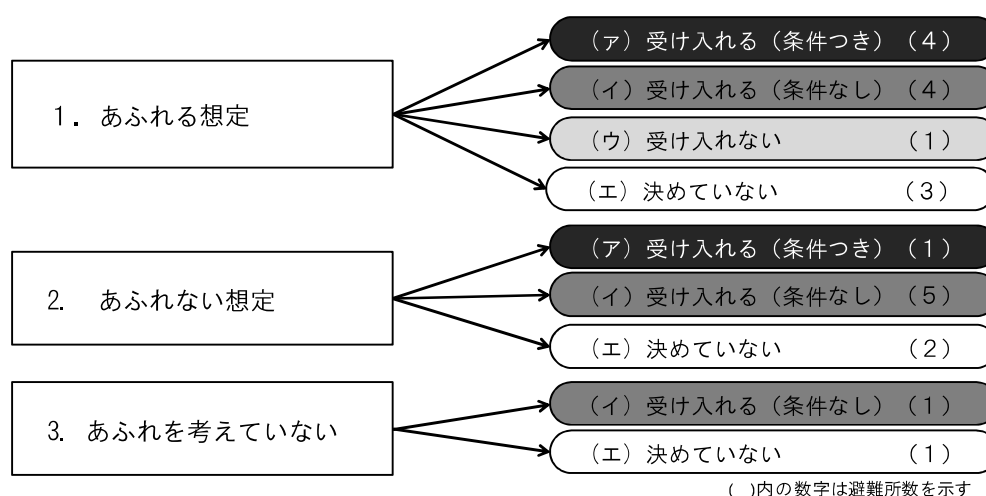 1. あふれる想定
(ァ) 受け入れる (条件つき) (4)
(イ) 受け入れる (条件なし) (4)
(ウ) 受け入れない (1)
(エ) 決めていない (3)
2. あふれない想定
(ァ) 受け入れる (条件つき) (1)
(イ) 受け入れる (条件なし) (5)
(エ) 決めていない (2)
3. あふれを考えていない
(イ) 受け入れる (条件なし) (1)
(エ) 決めていない (1)
( )内の数字は避難所数を示す